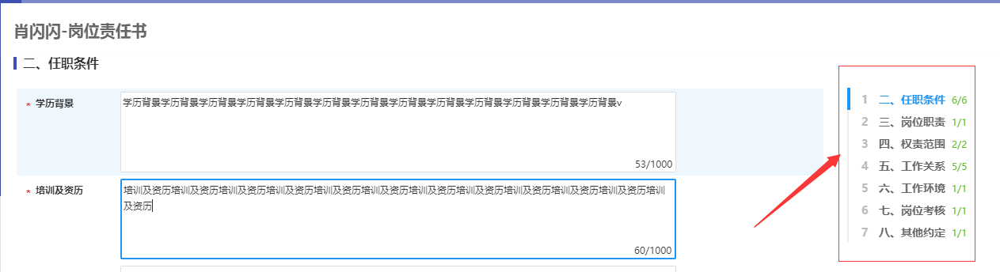 肖闪闪-岗位责任书
二、任职条件
* 学历背景
学历背景学历背景学历背景学历背景学历背景学历背景学历背景学历背景学历背景学历背景学历背景学历背景学历背景v
53/1000
* 培训及资历
培训及资历培训及资历培训及资历培训及资历培训及资历培训及资历培训及资历培训及资历培训及资历培训及资历培训及资历培训
及资历
60/1000
1 二、任职条件 6/6
2 三、岗位职责 1/1
3 四、权责范围 2/2
4 五、工作关系 5/5
5 六、工作环境 1/1
6 七、岗位考核 1/1
7 八、其他约定 1/1